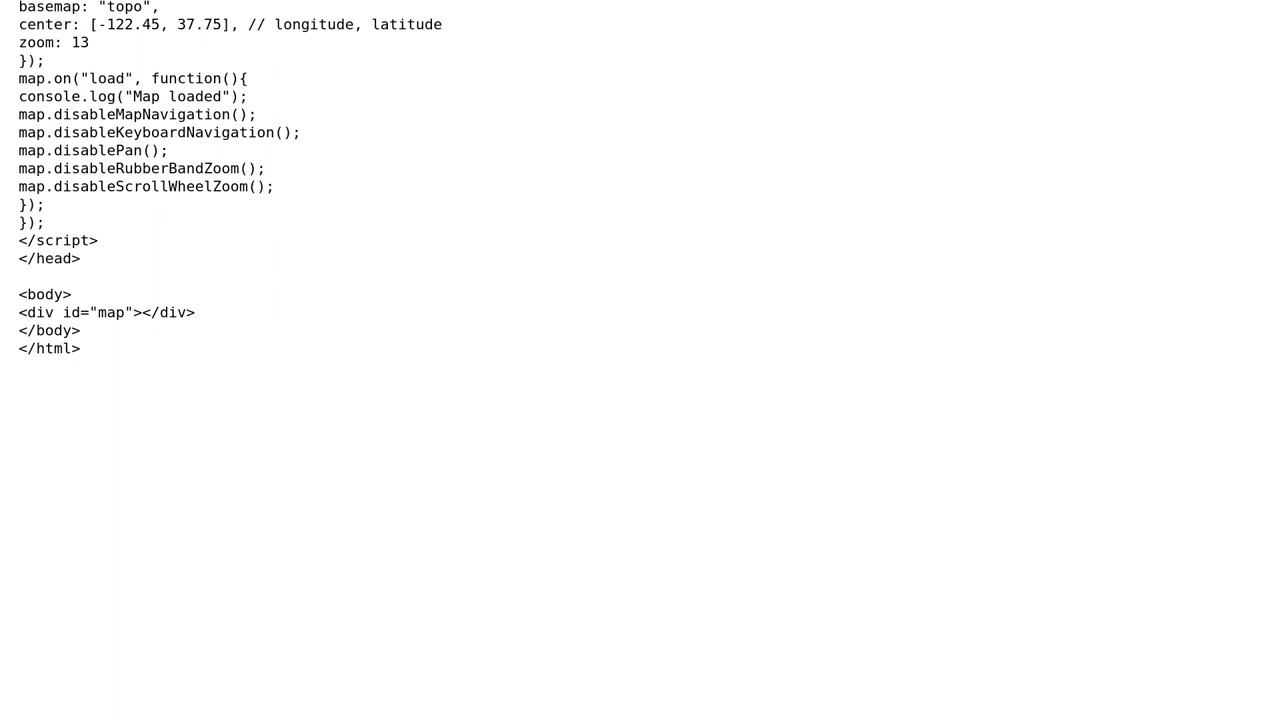 basemap: "topo",
center: [-122.45, 37.75], // longitude, latitude
zoom: 13
});
map.on("load", function(){
console.log("Map loaded");
map.disableMapNavigation();
map.disableKeyboardNavigation();
map.disablePan();
map.disableRubberBandZoom();
map.disableScrollWheelZoom();
});
});
</script>
</head>

<body>
<div id="map"></div>
</body>
</html>